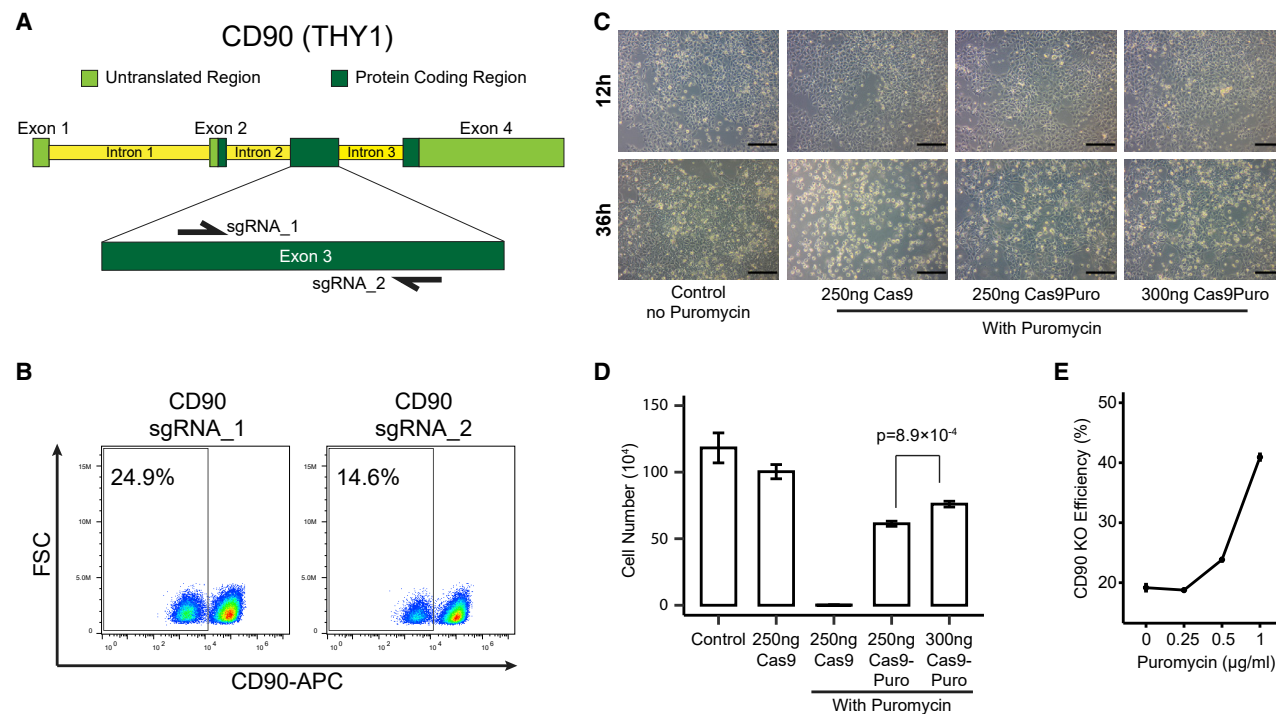 A
CD90 (THY1)
Untranslated Region
Protein Coding Region
Exon 1
Exon 2
Exon 4
Intron 1
Intron 2
Intron 3
sgRNA_1
Exon 3
sgRNA_2
B
CD90
sgRNA_1
CD90
sgRNA_2
24.9%
14.6%
15M
10M
5.0M
0
10^0
10^2
10^4
10^6
15M
10M
5.0M
0
10^0
10^2
10^4
10^6
FSC
CD90-APC
C
12h
36h
Control
no Puromycin
250ng Cas9
250ng Cas9Puro
300ng Cas9Puro
With Puromycin
D
Cell Number (10⁴)
150
100
50
0
p=8.9×10⁻⁴
Control
250ng
Cas9
250ng
Cas9
250ng
Cas9-
Puro
300ng
Cas9-
Puro
With Puromycin
E
CD90 KO Efficiency (%)
50
40
30
20
0
0.25
0.5
1
Puromycin (µg/ml)